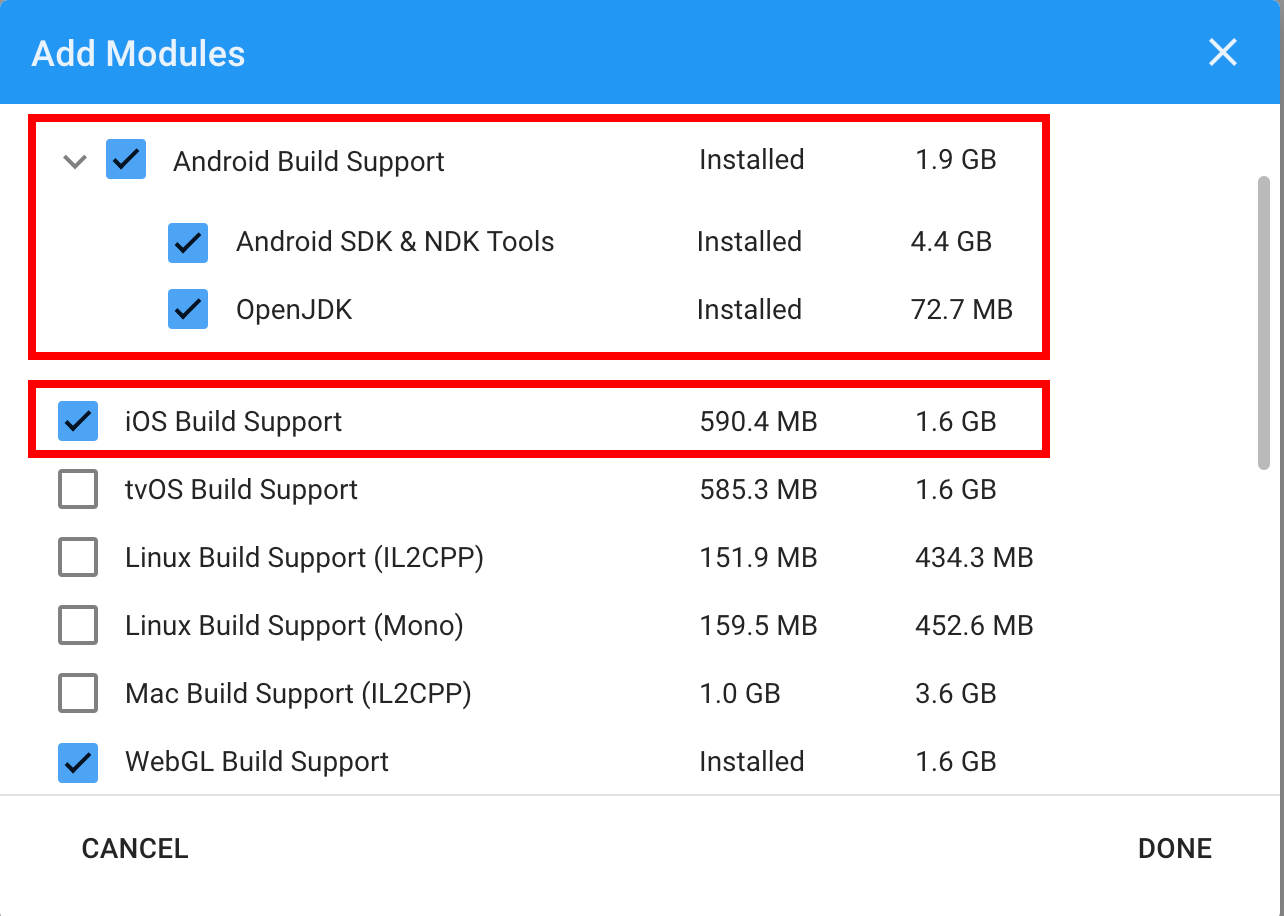 Add Modules
Android Build Support Installed 1.9 GB
Android SDK & NDK Tools Installed 4.4 GB
OpenJDK Installed 72.7 MB
iOS Build Support 590.4 MB 1.6 GB
tvOS Build Support 585.3 MB 1.6 GB
Linux Build Support (IL2CPP) 151.9 MB 434.3 MB
Linux Build Support (Mono) 159.5 MB 452.6 MB
Mac Build Support (IL2CPP) 1.0 GB 3.6 GB
WebGL Build Support Installed 1.6 GB
CANCEL DONE